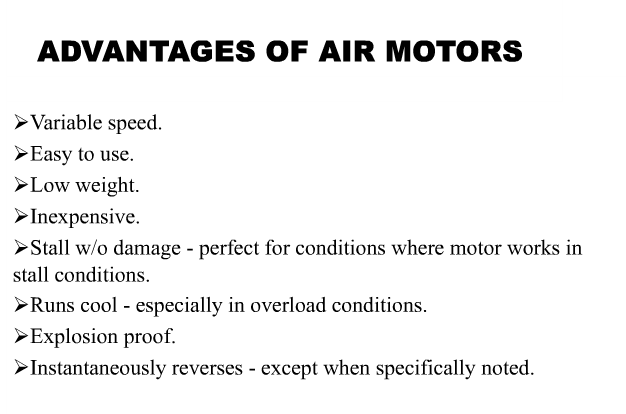 ADVANTAGES OF AIR MOTORS
➢Variable speed.
➢Easy to use.
➢Low weight.
➢Inexpensive.
➢Stall w/o damage - perfect for conditions where motor works in
stall conditions.
➢Runs cool - especially in overload conditions.
➢Explosion proof.
➢Instantaneously reverses - except when specifically noted.